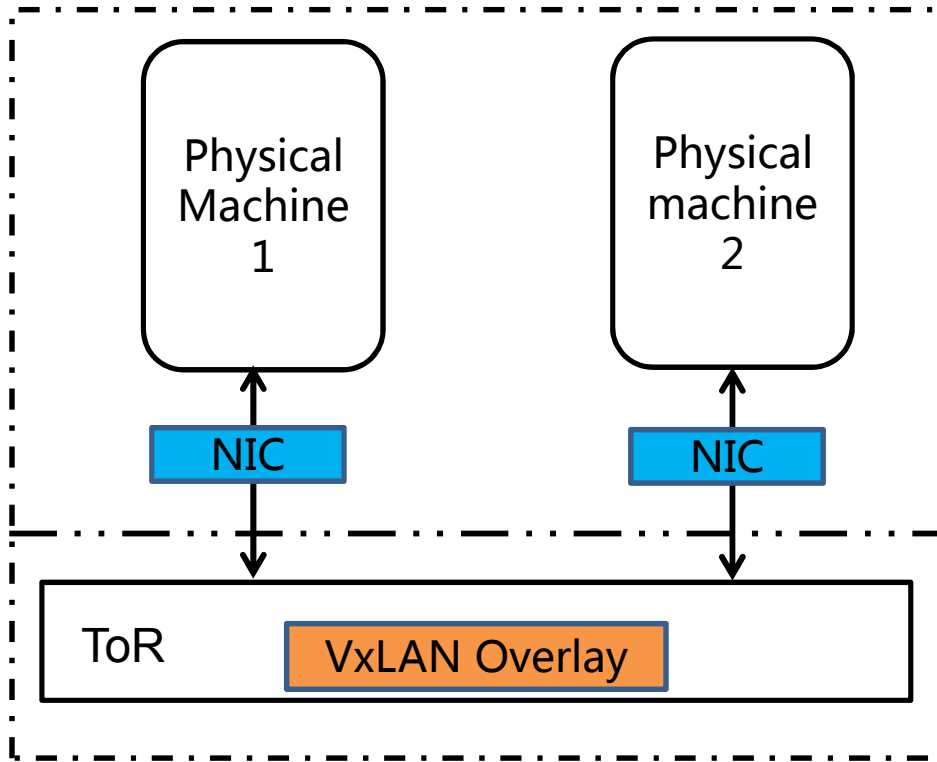 Physical
Machine
1
Physical
machine
2
NIC
NIC
ToR
VxLAN Overlay